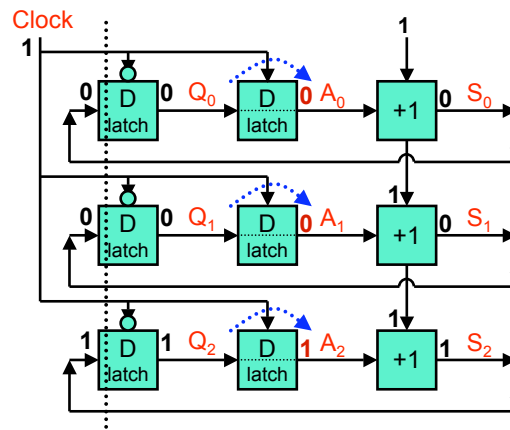 Clock
1 1
0 D latch 0 Q0 D latch 0 A0 +1 0 S0
1
0 D latch 0 Q1 D latch 0 A1 +1 0 S1
1
1 D latch 1 Q2 D latch 1 A2 +1 1 S2